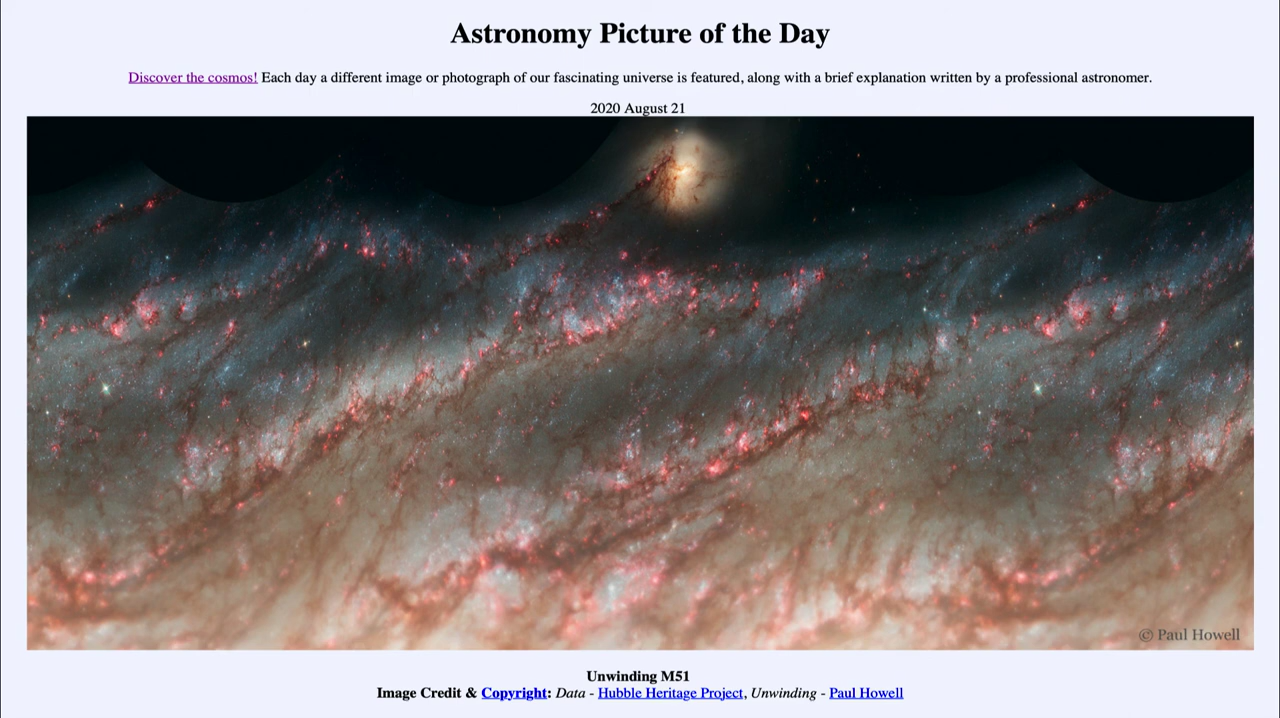 Astronomy Picture of the Day
Discover the cosmos! Each day a different image or photograph of our fascinating universe is featured, along with a brief explanation written by a professional astronomer.
2020 August 21
© Paul Howell
Unwinding M51
Image Credit & Copyright: Data - Hubble Heritage Project, Unwinding - Paul Howell